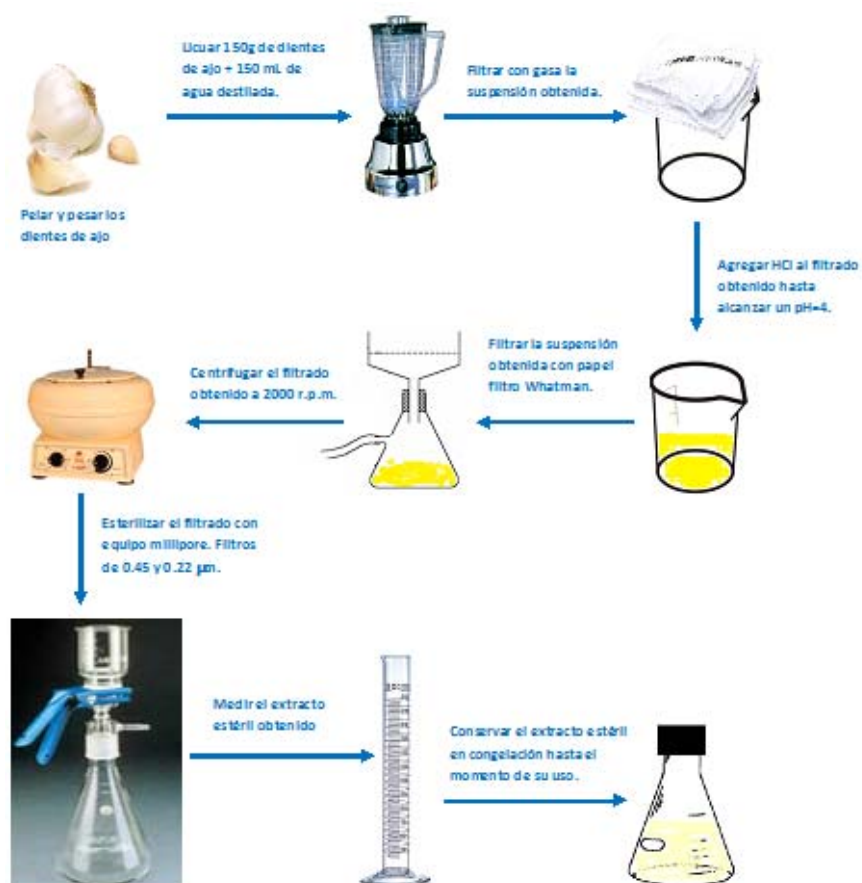 Licuar 150g de dientes
de ajo + 150 mL de
agua destilada.
Filtrar con gasa la
suspensión obtenida.
Pelar y pesar los
dientes de ajo
Agregar HCl al filtrado
obtenido hasta
alcanzar un pH=4.
Filtrar la suspensión
obtenida con papel
filtro Whatman.
Centrifugar el filtrado
obtenido a 2000 r.p.m.
Esterilizar el filtrado con
equipo millipore. Filtros
de 0.45 y 0.22 µm.
Medir el extracto
estéril obtenido
Conservar el extracto estéril
en congelación hasta el
momento de su uso.